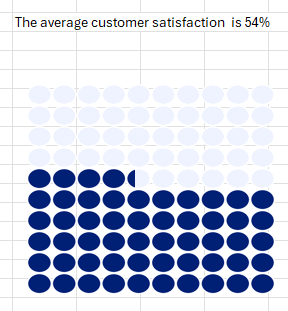 The average customer satisfaction  is 54%